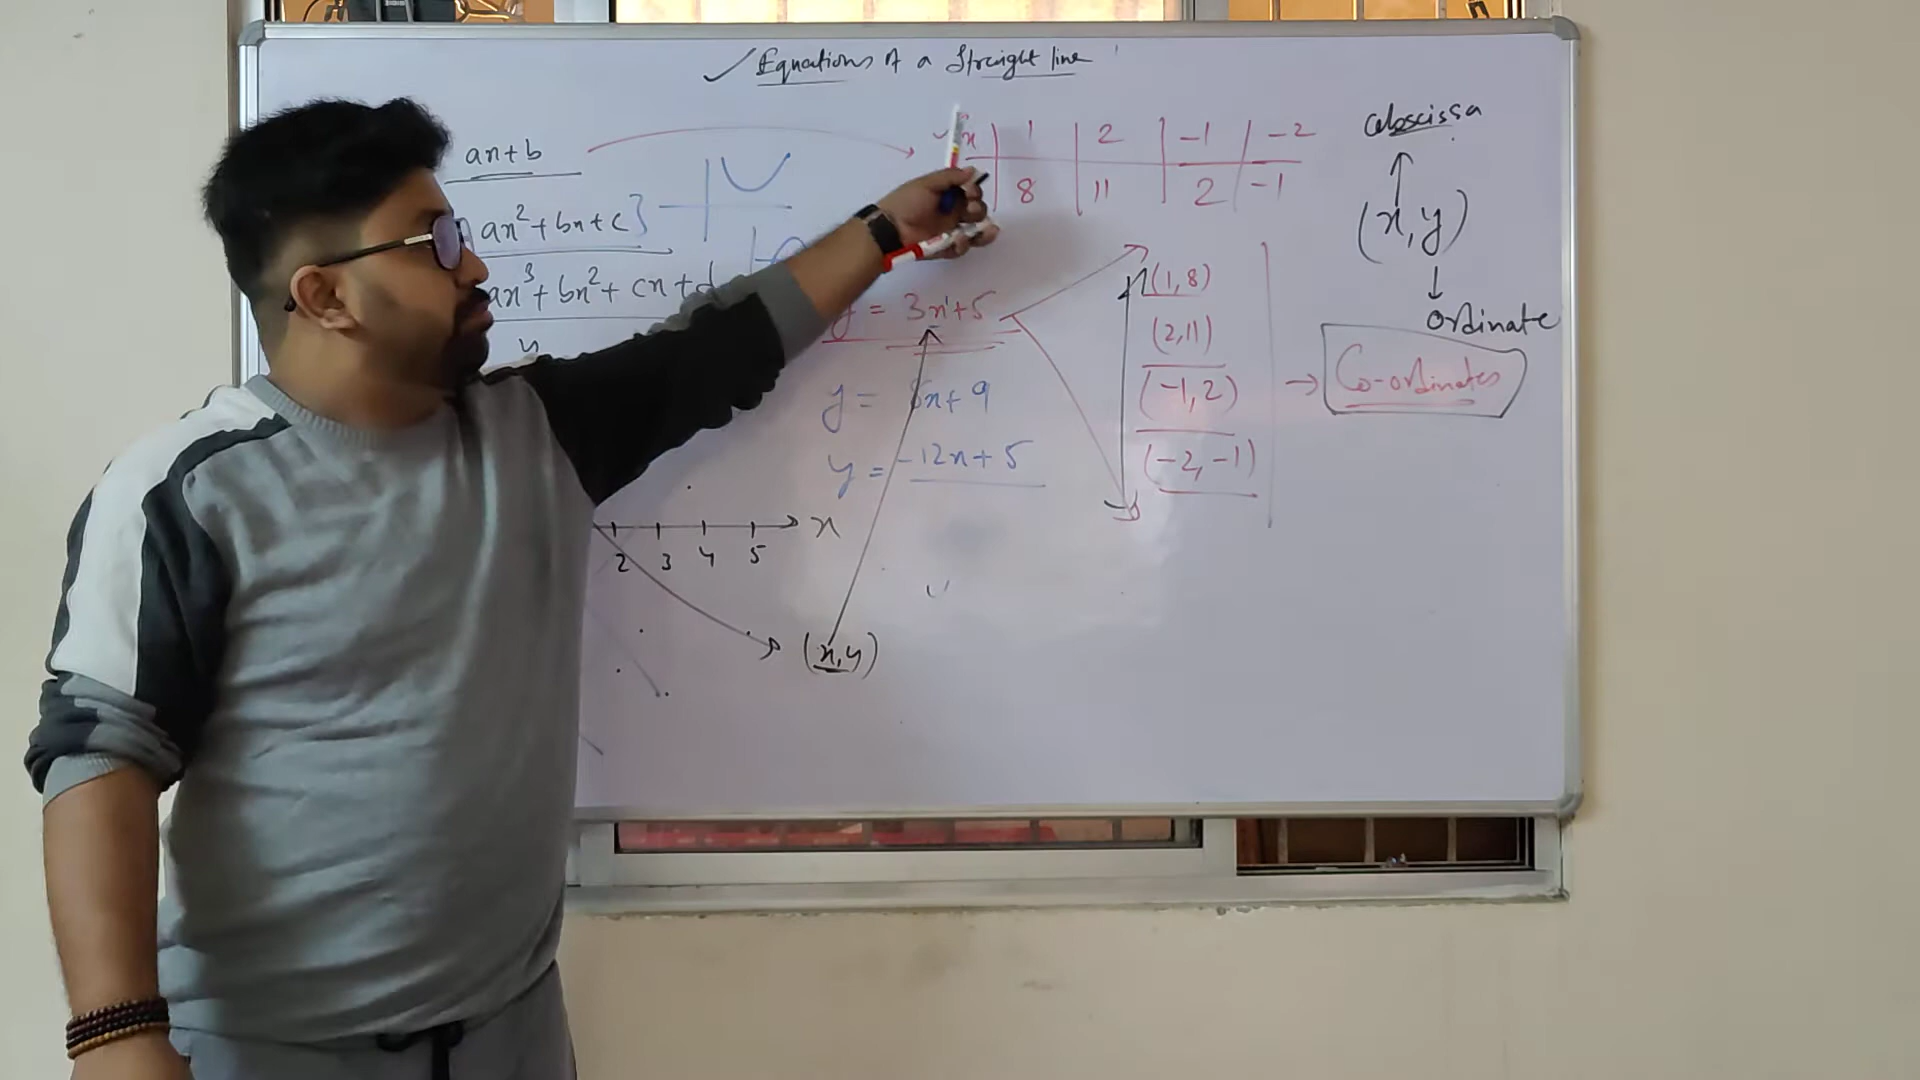 ✓ Equations of a Straight line
ax+b
ax²+bx+c}
ax³+bx²+cx+d
x | 1 | 2 | -1 | -2
8 | 11 | 2 | -1
y = 3x+5
y = 6x+9
y = -12x+5
(1,8)
(2,11)
(-1,2)
(-2,-1)
abscissa
(x,y)
ordinate
Co-ordinates
x
2 3 4 5
(x,y)